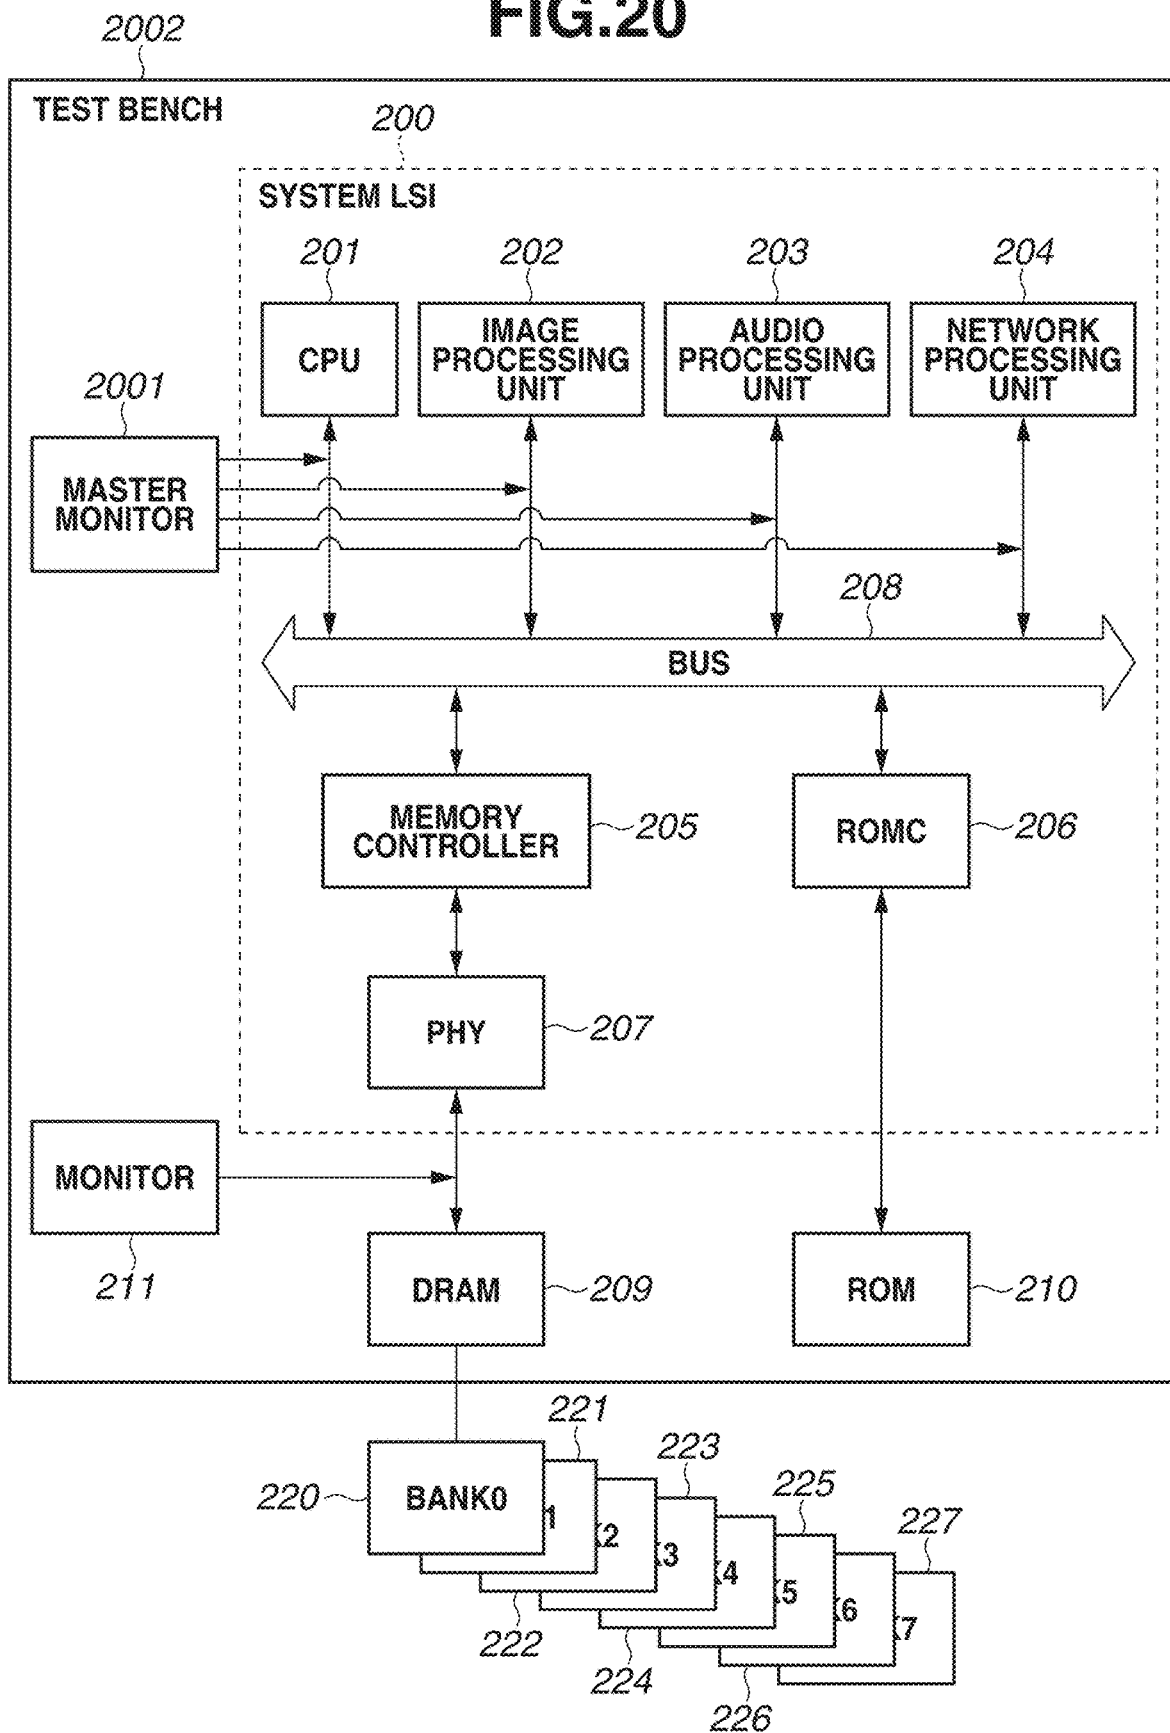 FIG.20
2002
TEST BENCH
200
SYSTEM LSI
201
202
203
204
CPU
IMAGE
PROCESSING
UNIT
AUDIO
PROCESSING
UNIT
NETWORK
PROCESSING
UNIT
2001
MASTER
MONITOR
208
BUS
MEMORY
CONTROLLER
205
ROMC
206
PHY
207
MONITOR
211
DRAM
209
ROM
210
221
223
225
227
220
BANK0
1
2
3
4
5
6
7
222
224
226